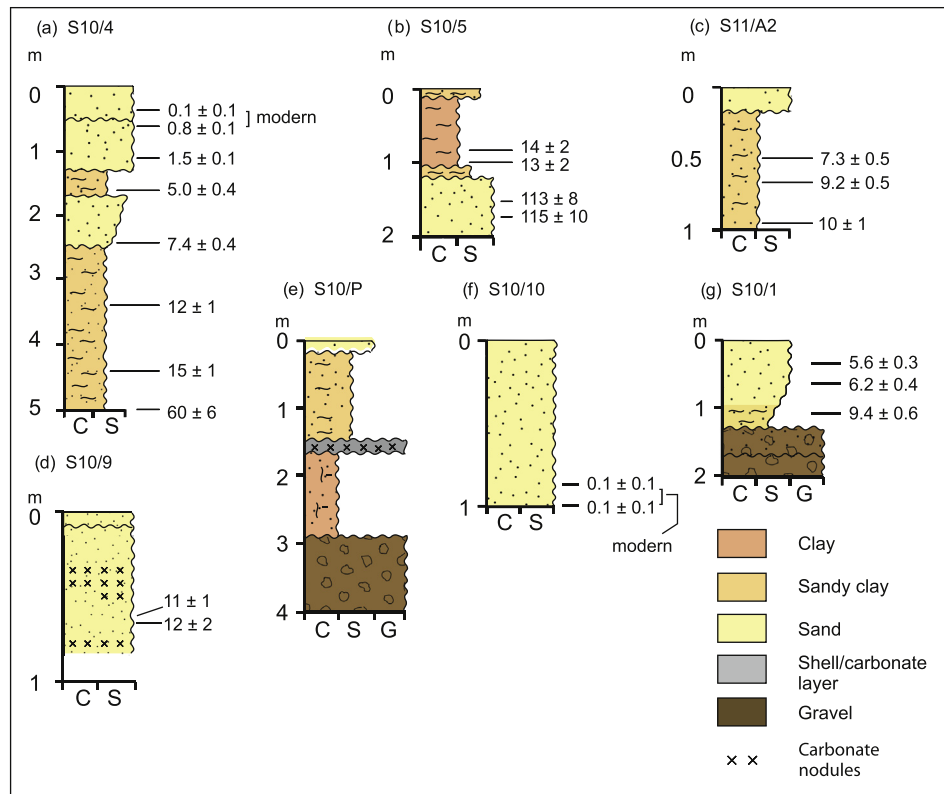 (a) S10/4
m
0
1
2
3
4
5
C S
0.1 ± 0.1
0.8 ± 0.1
] modern
1.5 ± 0.1
5.0 ± 0.4
7.4 ± 0.4
12 ± 1
15 ± 1
60 ± 6
(b) S10/5
m
0
1
2
C S
14 ± 2
13 ± 2
113 ± 8
115 ± 10
(c) S11/A2
m
0
0.5
1
C S
7.3 ± 0.5
9.2 ± 0.5
10 ± 1
(d) S10/9
m
0
1
C S
11 ± 1
12 ± 2
(e) S10/P
m
0
1
2
3
4
C S G
(f) S10/10
m
0
1
C S
0.1 ± 0.1
0.1 ± 0.1
]
modern
(g) S10/1
m
0
1
2
C S G
5.6 ± 0.3
6.2 ± 0.4
9.4 ± 0.6
Clay
Sandy clay
Sand
Shell/carbonate
layer
Gravel
x x Carbonate
nodules